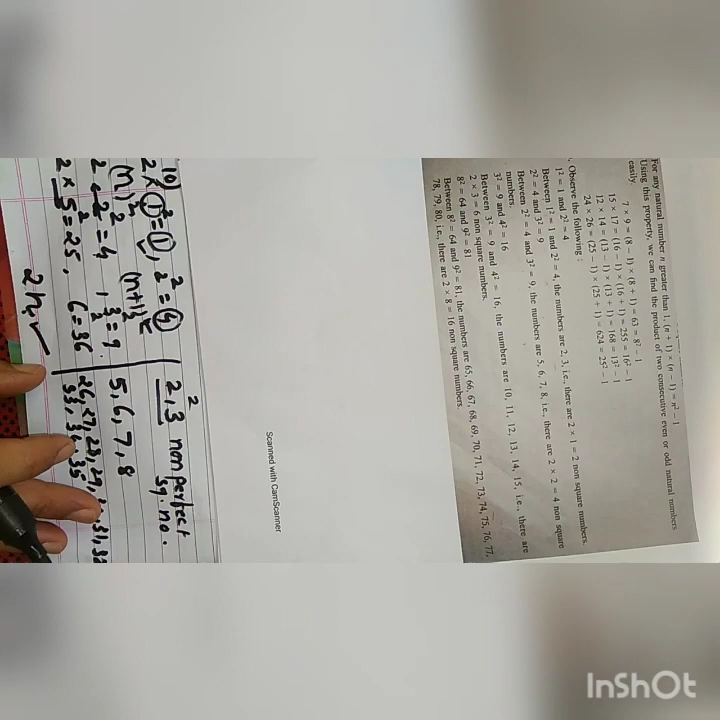 For any natural number n greater than 1, (n + 1) × (n − 1) = n² − 1
Using this property, we can find the product of two consecutive even or odd natural numbers
easily.
7 × 9 = (8 − 1) × (8 + 1) = 63 = 8² − 1
15 × 17 = (16 − 1) × (16 + 1) = 255 = 16² − 1
12 × 14 = (13 − 1) × (13 + 1) = 168 = 13² − 1
24 × 26 = (25 − 1) × (25 + 1) = 624 = 25² − 1
Observe the following :
1² = 1 and 2² = 4
Between 1² = 1 and 2² = 4, the numbers are 2, 3, i.e., there are 2 × 1 = 2 non square numbers.
2² = 4 and 3² = 9
Between 2² = 4 and 3² = 9, the numbers are 5, 6, 7, 8, i.e., there are 2 × 2 = 4 non square
numbers.
3² = 9 and 4² = 16
Between 3² = 9 and 4² = 16, the numbers are 10, 11, 12, 13, 14, 15, i.e., there are
2 × 3 = 6 non square numbers.
8² = 64 and 9² = 81
Between 8² = 64 and 9² = 81, the numbers are 65, 66, 67, 68, 69, 70, 71, 72, 73, 74, 75, 76, 77,
78, 79, 80, i.e., there are 2 × 8 = 16 non square numbers.
Scanned with CamScanner
10)
2 × 1² = 1, 2² = 4 2, 3 non perfect
sq. no.
(n)² (n+1)²
2 × 2² = 4, 3² = 9. 5, 6, 7, 8
2 × 5² = 25, 6² = 36 26, 27, 28, 29, 31, 32
33, 34, 35
InShOt